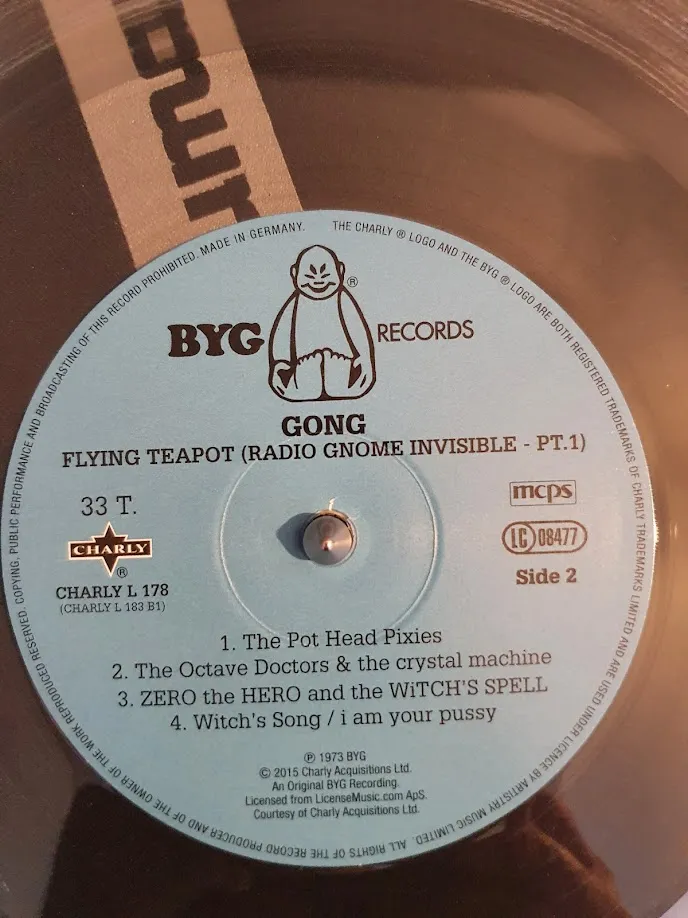 THE CHARLY ® LOGO AND THE BYG ® LOGO ARE BOTH REGISTERED TRADEMARKS OF CHARLY TRADEMARKS LIMITED AND ARE USED UNDER LICENCE BY ARTISTRY MUSIC LIMITED. ALL RIGHTS OF THE RECORD PRODUCER AND OF THE OWNER OF THE WORK REPRODUCED RESERVED. COPYING, PUBLIC PERFORMANCE AND BROADCASTING OF THIS RECORD PROHIBITED. MADE IN GERMANY.
BYG ® RECORDS
GONG
FLYING TEAPOT (RADIO GNOME INVISIBLE - PT.1)
33 T.
CHARLY
®
CHARLY L 178
(CHARLY L 183 B1)
mcps
LC 08477
Side 2
1. The Pot Head Pixies
2. The Octave Doctors & the crystal machine
3. ZERO the HERO and the WiTCH'S SPELL
4. Witch's Song / i am your pussy
℗ 1973 BYG
© 2015 Charly Acquisitions Ltd.
An Original BYG Recording.
Licensed from LicenseMusic.com ApS.
Courtesy of Charly Acquisitions Ltd.